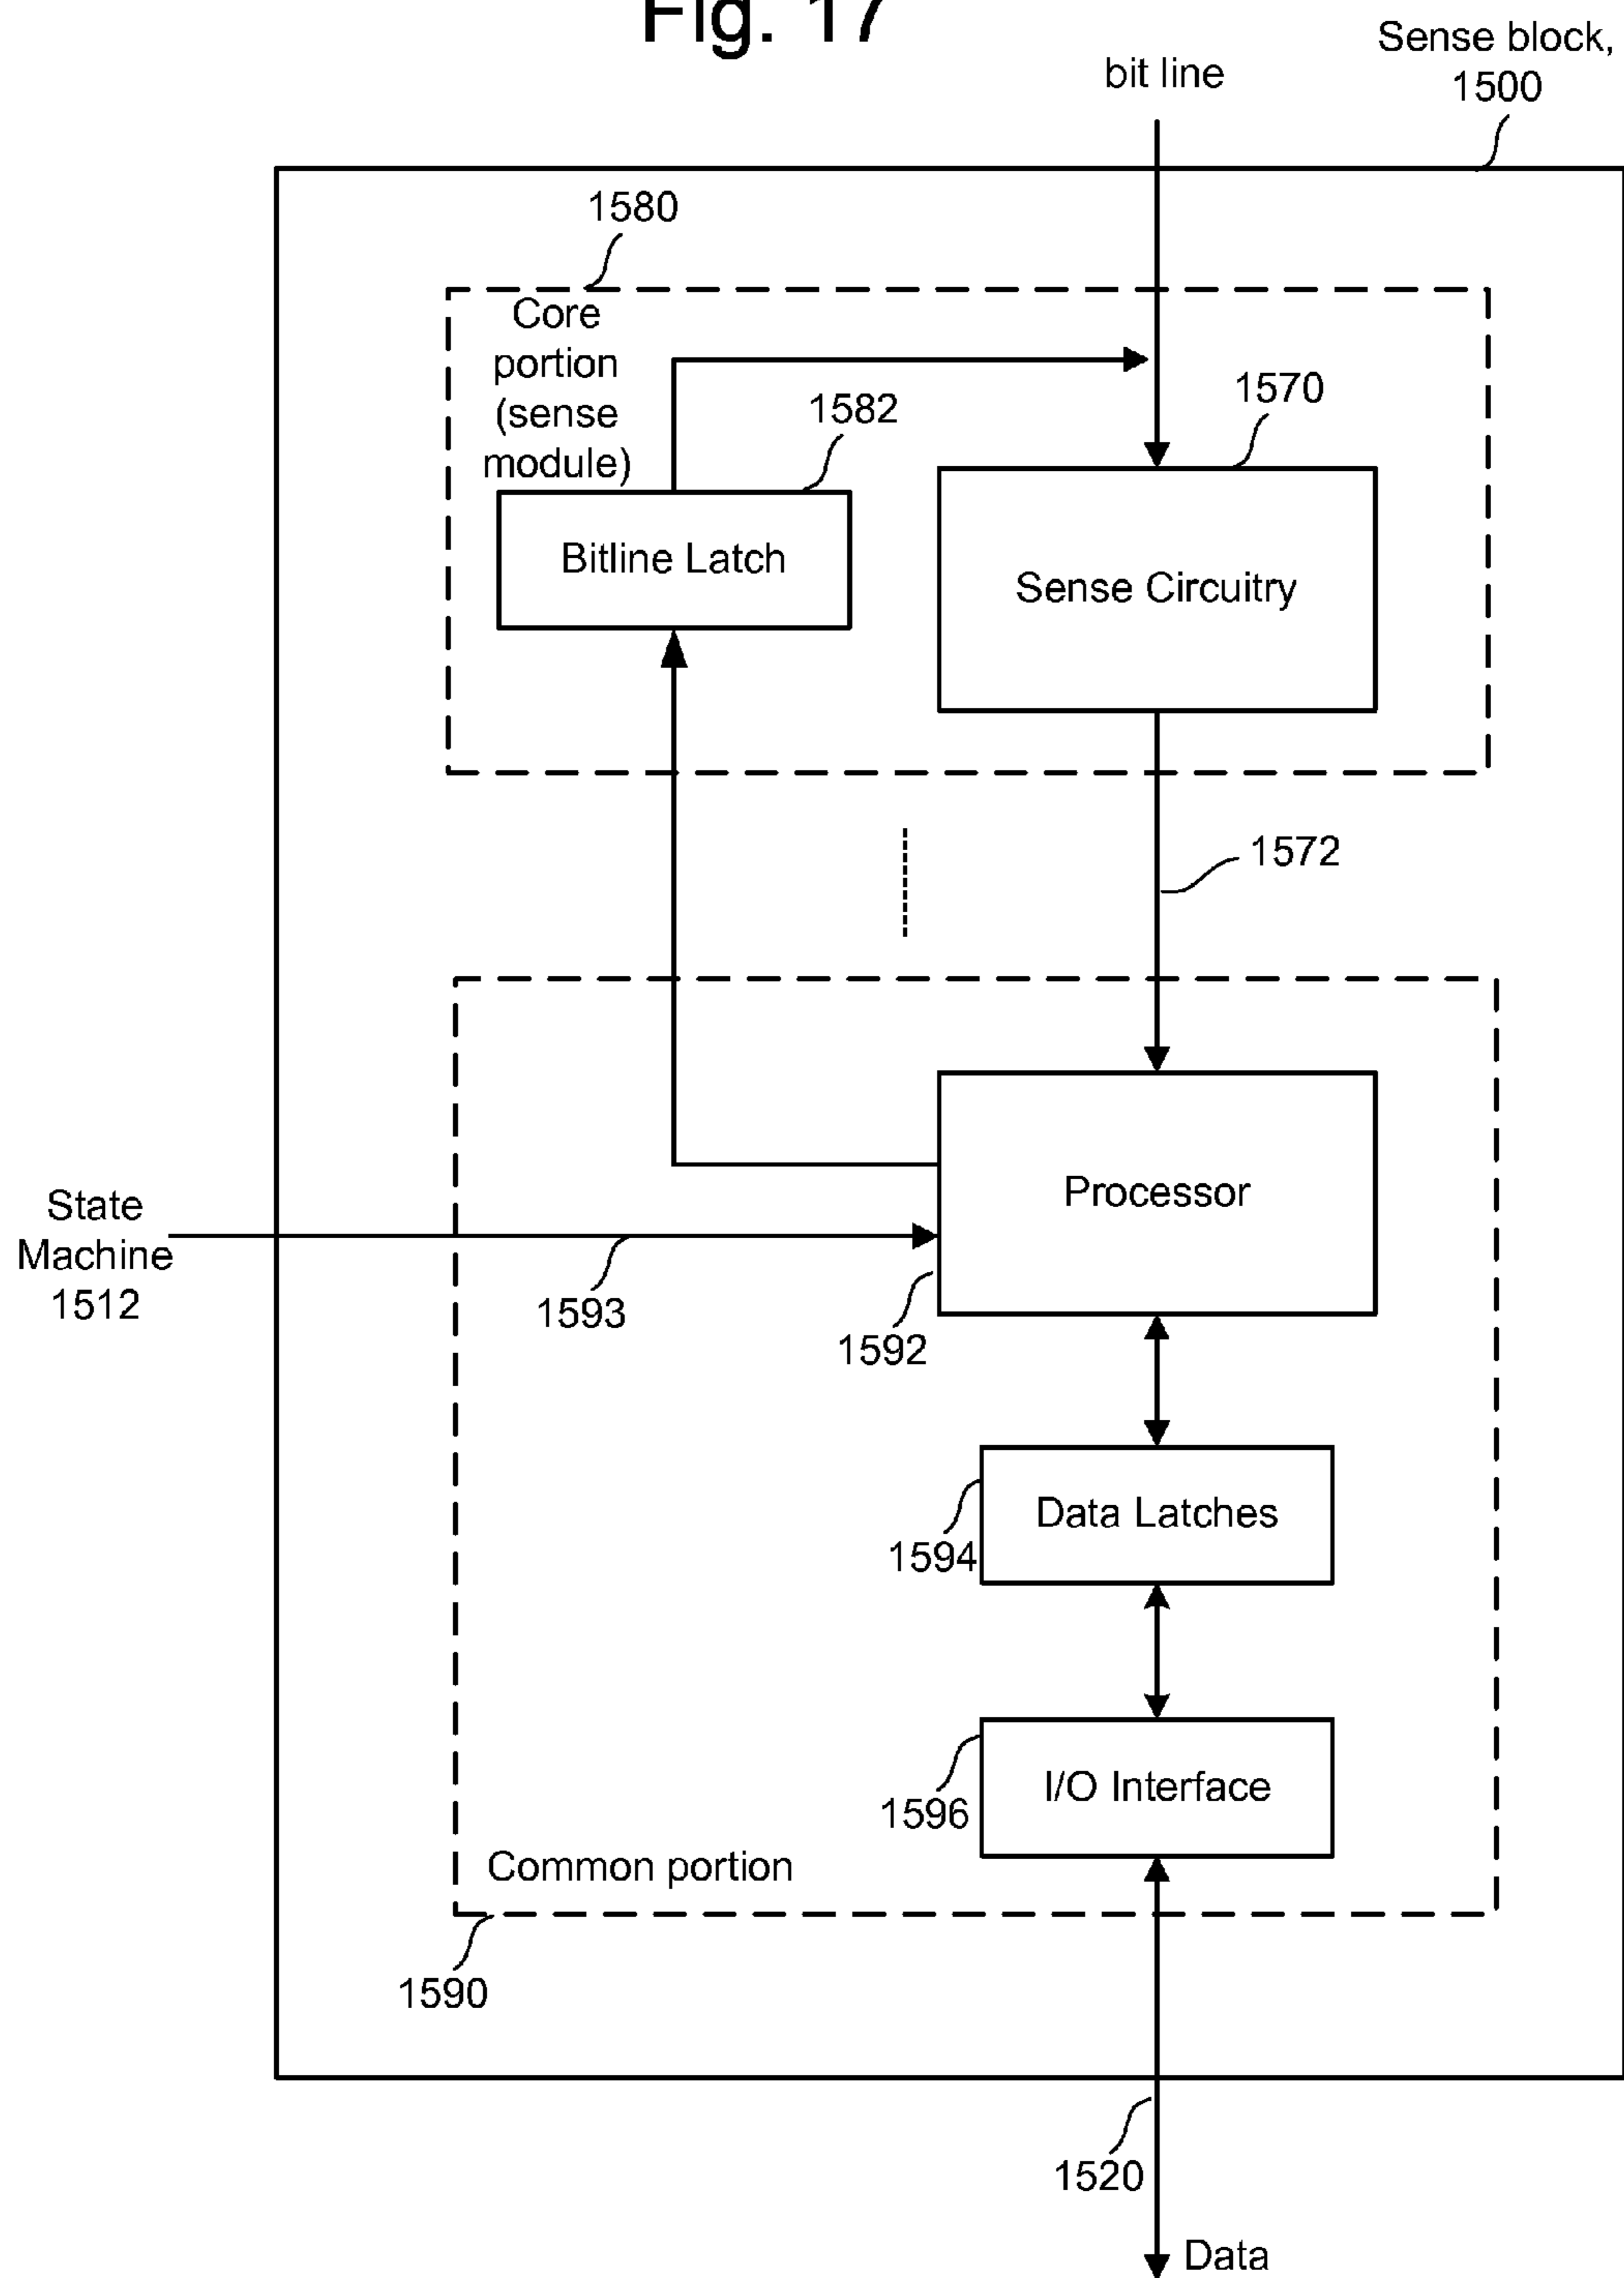 Fig. 17
Sense block,
1500
bit line
1580
Core
portion
(sense
module)
1582
1570
Bitline Latch
Sense Circuitry
1572
Processor
State
Machine
1512
1593
1592
Data Latches
1594
I/O Interface
1596
Common portion
1590
1520
Data